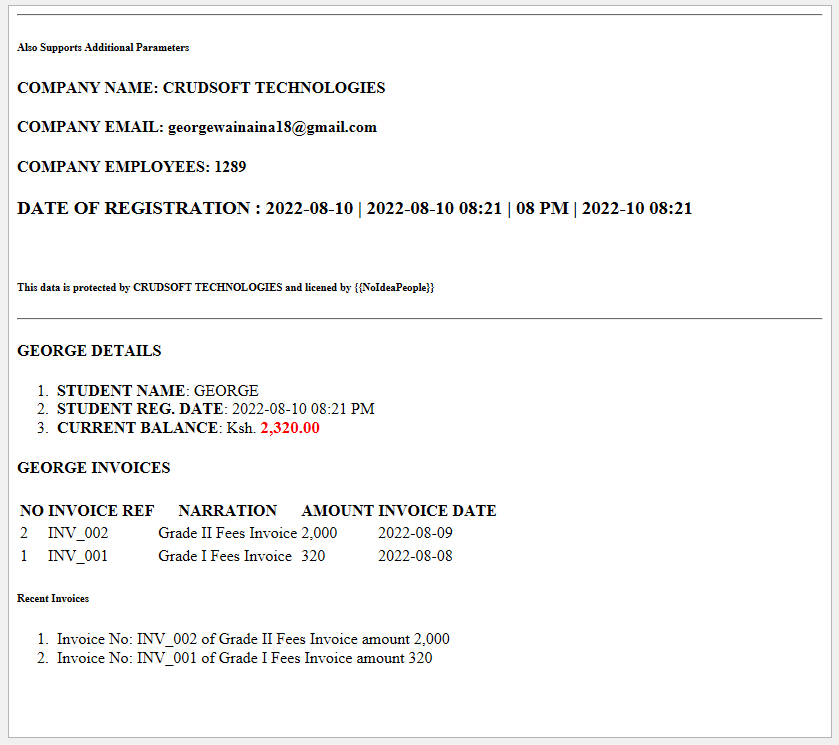 Also Supports Additional Parameters
COMPANY NAME: CRUDSOFT TECHNOLOGIES
COMPANY EMAIL: georgewainaina18@gmail.com
COMPANY EMPLOYEES: 1289
DATE OF REGISTRATION : 2022-08-10 | 2022-08-10 08:21 | 08 PM | 2022-10 08:21
This data is protected by CRUDSOFT TECHNOLOGIES and licened by {{NoIdeaPeople}}
GEORGE DETAILS
1. STUDENT NAME: GEORGE
2. STUDENT REG. DATE: 2022-08-10 08:21 PM
3. CURRENT BALANCE: Ksh. 2,320.00
GEORGE INVOICES
NO INVOICE REF NARRATION AMOUNT INVOICE DATE
2 INV_002 Grade II Fees Invoice 2,000 2022-08-09
1 INV_001 Grade I Fees Invoice 320 2022-08-08
Recent Invoices
1. Invoice No: INV_002 of Grade II Fees Invoice amount 2,000
2. Invoice No: INV_001 of Grade I Fees Invoice amount 320